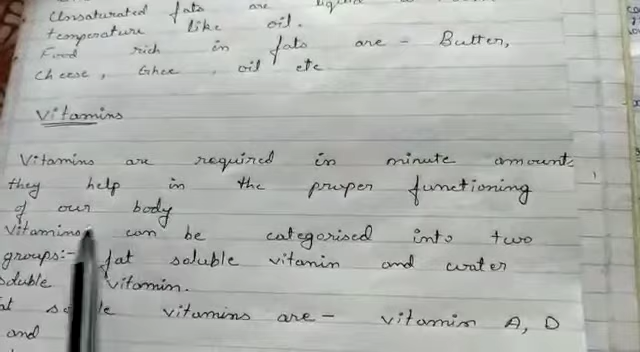 Unsaturated fats are liquid
temperature like oil.
Food rich in fats are - Butter,
cheese, Ghee, oil etc
Vitamins
Vitamins are required in minute amount
they help in the proper functioning
of our body
Vitamins can be categorised into two
groups:- fat soluble vitamin and water
soluble vitamin.
vitamins are - vitamin A, D
and